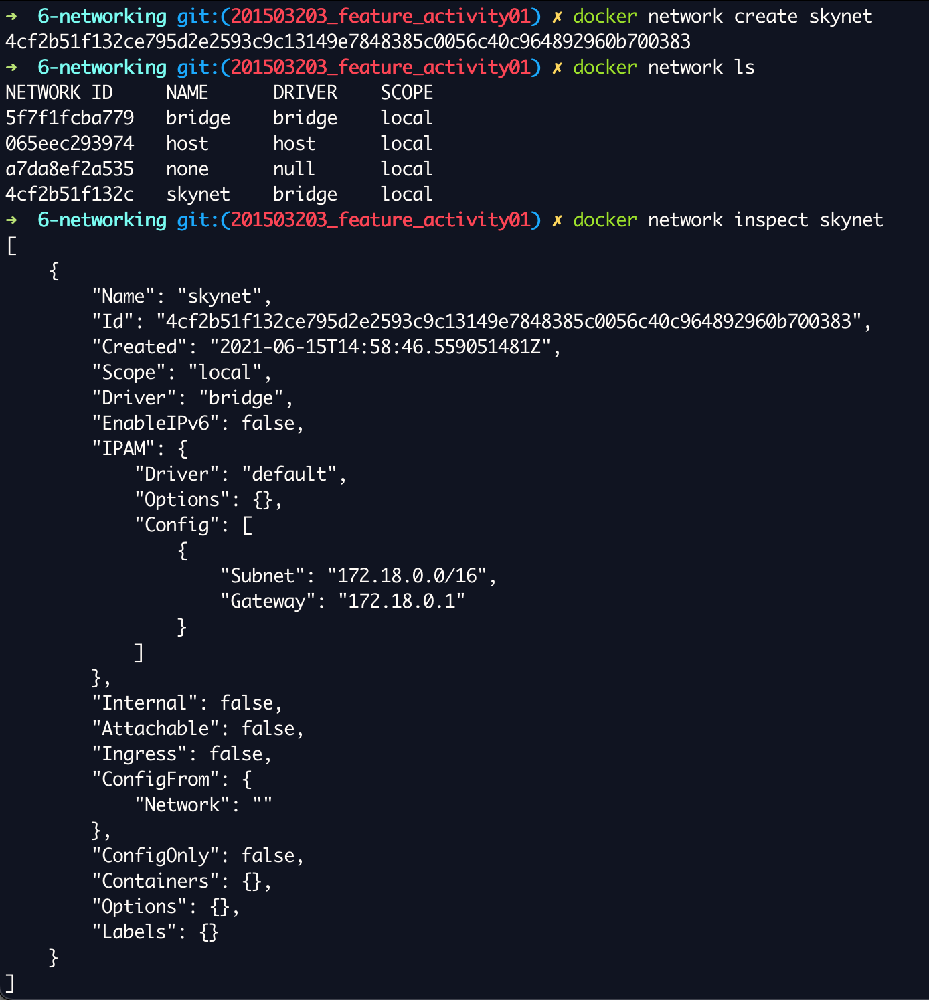 ➜  6-networking git:(201503203_feature_activity01) ✗ docker network create skynet
4cf2b51f132ce795d2e2593c9c13149e7848385c0056c40c964892960b700383
➜  6-networking git:(201503203_feature_activity01) ✗ docker network ls
NETWORK ID     NAME      DRIVER    SCOPE
5f7f1fcba779   bridge    bridge    local
065eec293974   host      host      local
a7da8ef2a535   none      null      local
4cf2b51f132c   skynet    bridge    local
➜  6-networking git:(201503203_feature_activity01) ✗ docker network inspect skynet
[
    {
        "Name": "skynet",
        "Id": "4cf2b51f132ce795d2e2593c9c13149e7848385c0056c40c964892960b700383",
        "Created": "2021-06-15T14:58:46.559051481Z",
        "Scope": "local",
        "Driver": "bridge",
        "EnableIPv6": false,
        "IPAM": {
            "Driver": "default",
            "Options": {},
            "Config": [
                {
                    "Subnet": "172.18.0.0/16",
                    "Gateway": "172.18.0.1"
                }
            ]
        },
        "Internal": false,
        "Attachable": false,
        "Ingress": false,
        "ConfigFrom": {
            "Network": ""
        },
        "ConfigOnly": false,
        "Containers": {},
        "Options": {},
        "Labels": {}
    }
]